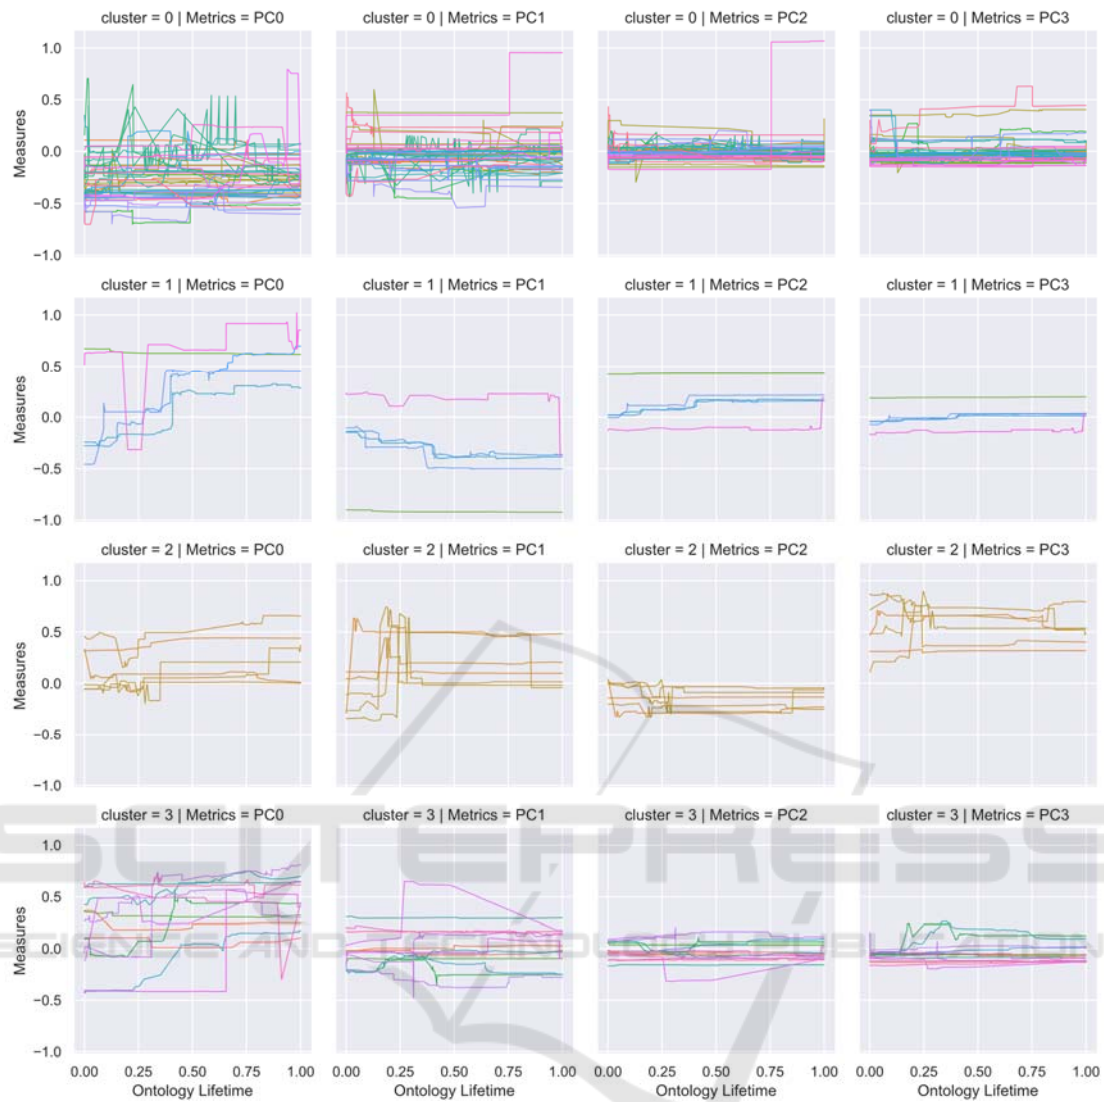 cluster = 0 | Metrics = PC0 cluster = 0 | Metrics = PC1 cluster = 0 | Metrics = PC2 cluster = 0 | Metrics = PC3
1.0
0.5
0.0
−0.5
−1.0
Measures
cluster = 1 | Metrics = PC0 cluster = 1 | Metrics = PC1 cluster = 1 | Metrics = PC2 cluster = 1 | Metrics = PC3
1.0
0.5
0.0
−0.5
−1.0
Measures
cluster = 2 | Metrics = PC0 cluster = 2 | Metrics = PC1 cluster = 2 | Metrics = PC2 cluster = 2 | Metrics = PC3
1.0
0.5
0.0
−0.5
−1.0
Measures
SCITEPRESS
cluster = 3 | Metrics = PC0 cluster = 3 | Metrics = PC1 cluster = 3 | Metrics = PC2 cluster = 3 | Metrics = PC3
1.0
0.5
0.0
−0.5
−1.0
Measures
SCIENCE AND TECHNOLOGY PUBLICATIONS
0.00 0.25 0.50 0.75 1.00 0.00 0.25 0.50 0.75 1.00 0.00 0.25 0.50 0.75 1.00 0.00 0.25 0.50 0.75 1.00
Ontology Lifetime Ontology Lifetime Ontology Lifetime Ontology Lifetime